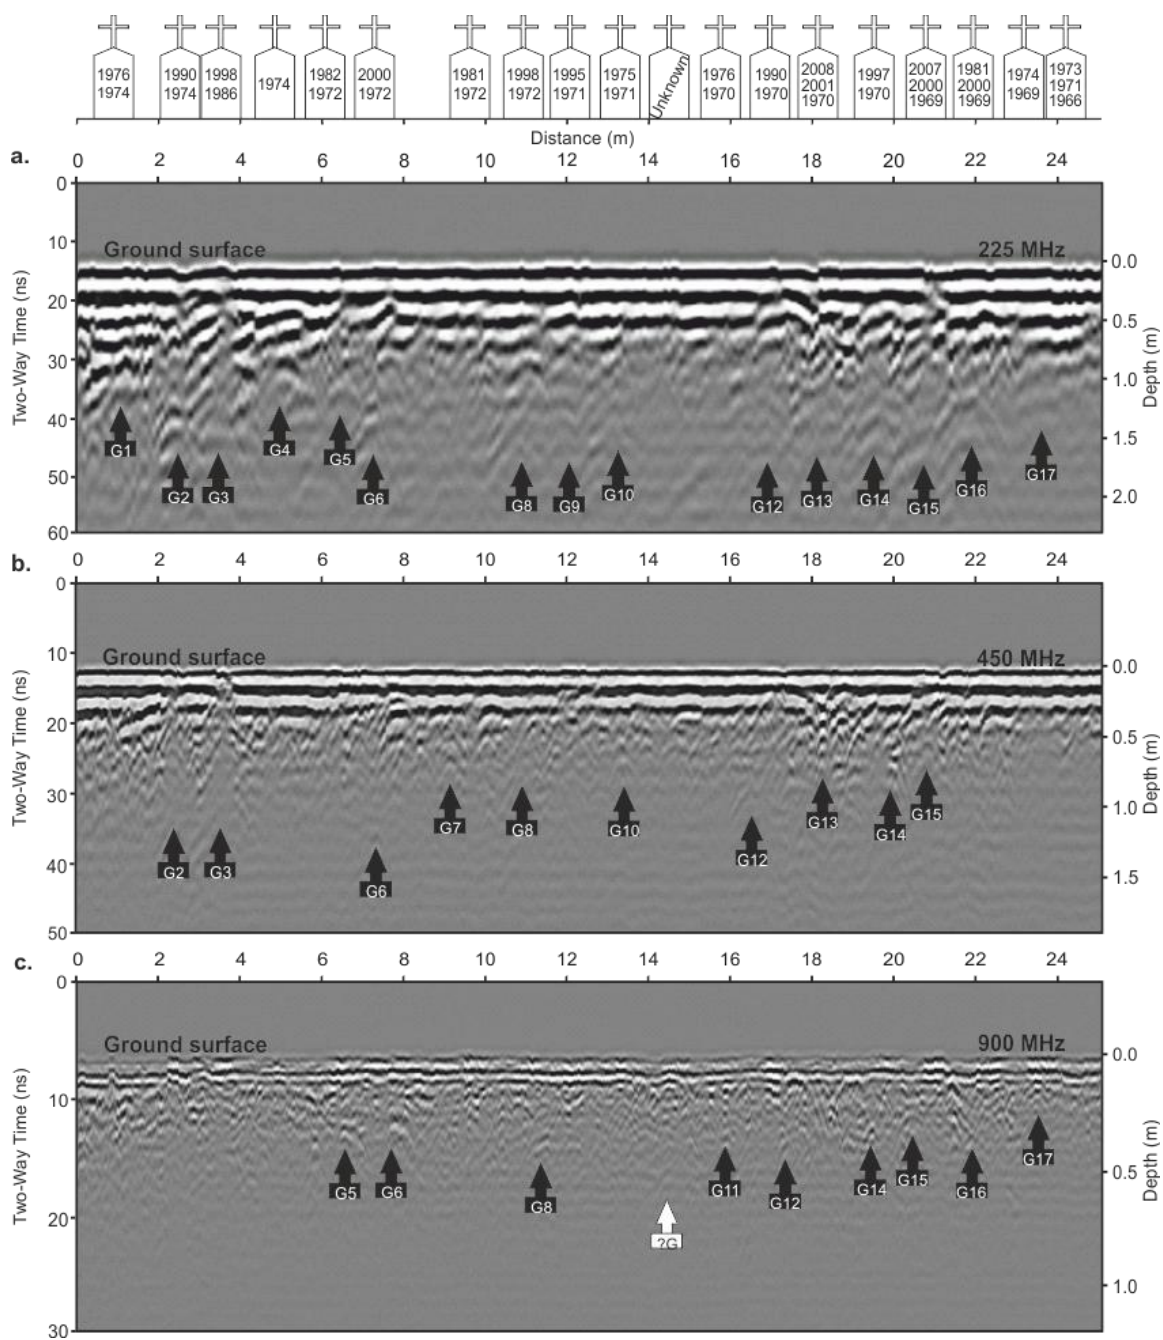 1976 1990 1998 1974 1982 2000 1981 1998 1995 1975 Unknown 1976 1990 2008 1997 2007 1981 1974 1973
1974 1974 1986 1972 1972 1972 1972 1971 1971 1970 1970 2001 1970 2000 2000 1969 1971
1970 1969 1969 1966
Distance (m)
a.
0 2 4 6 8 10 12 14 16 18 20 22 24
0
10
Ground surface 225 MHz
0.0
20
0.5
30
1.0
40
1.5
50
2.0
60
Two-Way Time (ns)
Depth (m)
G1 G4 G5
G2 G3 G6 G8 G9 G10 G12 G13 G14 G15 G16 G17
b.
0 2 4 6 8 10 12 14 16 18 20 22 24
0
10
Ground surface 450 MHz
0.0
20
0.5
30
1.0
40
1.5
50
Two-Way Time (ns)
Depth (m)
G7 G8 G10 G13 G14 G15
G2 G3 G6 G12
c.
0 2 4 6 8 10 12 14 16 18 20 22 24
0
Ground surface 900 MHz
0.0
10
0.5
20
1.0
30
Two-Way Time (ns)
Depth (m)
G5 G6 G8 G11 G12 G14 G15 G16 G17
?G